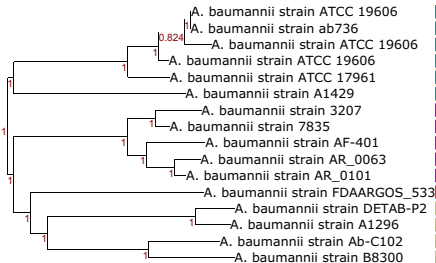 A. baumannii strain ATCC 19606
A. baumannii strain ab736
0.824
A. baumannii strain ATCC 19606
1
A. baumannii strain ATCC 19606
1
A. baumannii strain ATCC 17961
1
A. baumannii strain A1429
1
A. baumannii strain 3207
1
A. baumannii strain 7835
1
A. baumannii strain AF-401
1
A. baumannii strain AR_0063
1
A. baumannii strain AR_0101
1
A. baumannii strain FDAARGOS_533
1
A. baumannii strain DETAB-P2
1
A. baumannii strain A1296
1
A. baumannii strain Ab-C102
1
A. baumannii strain B8300
1